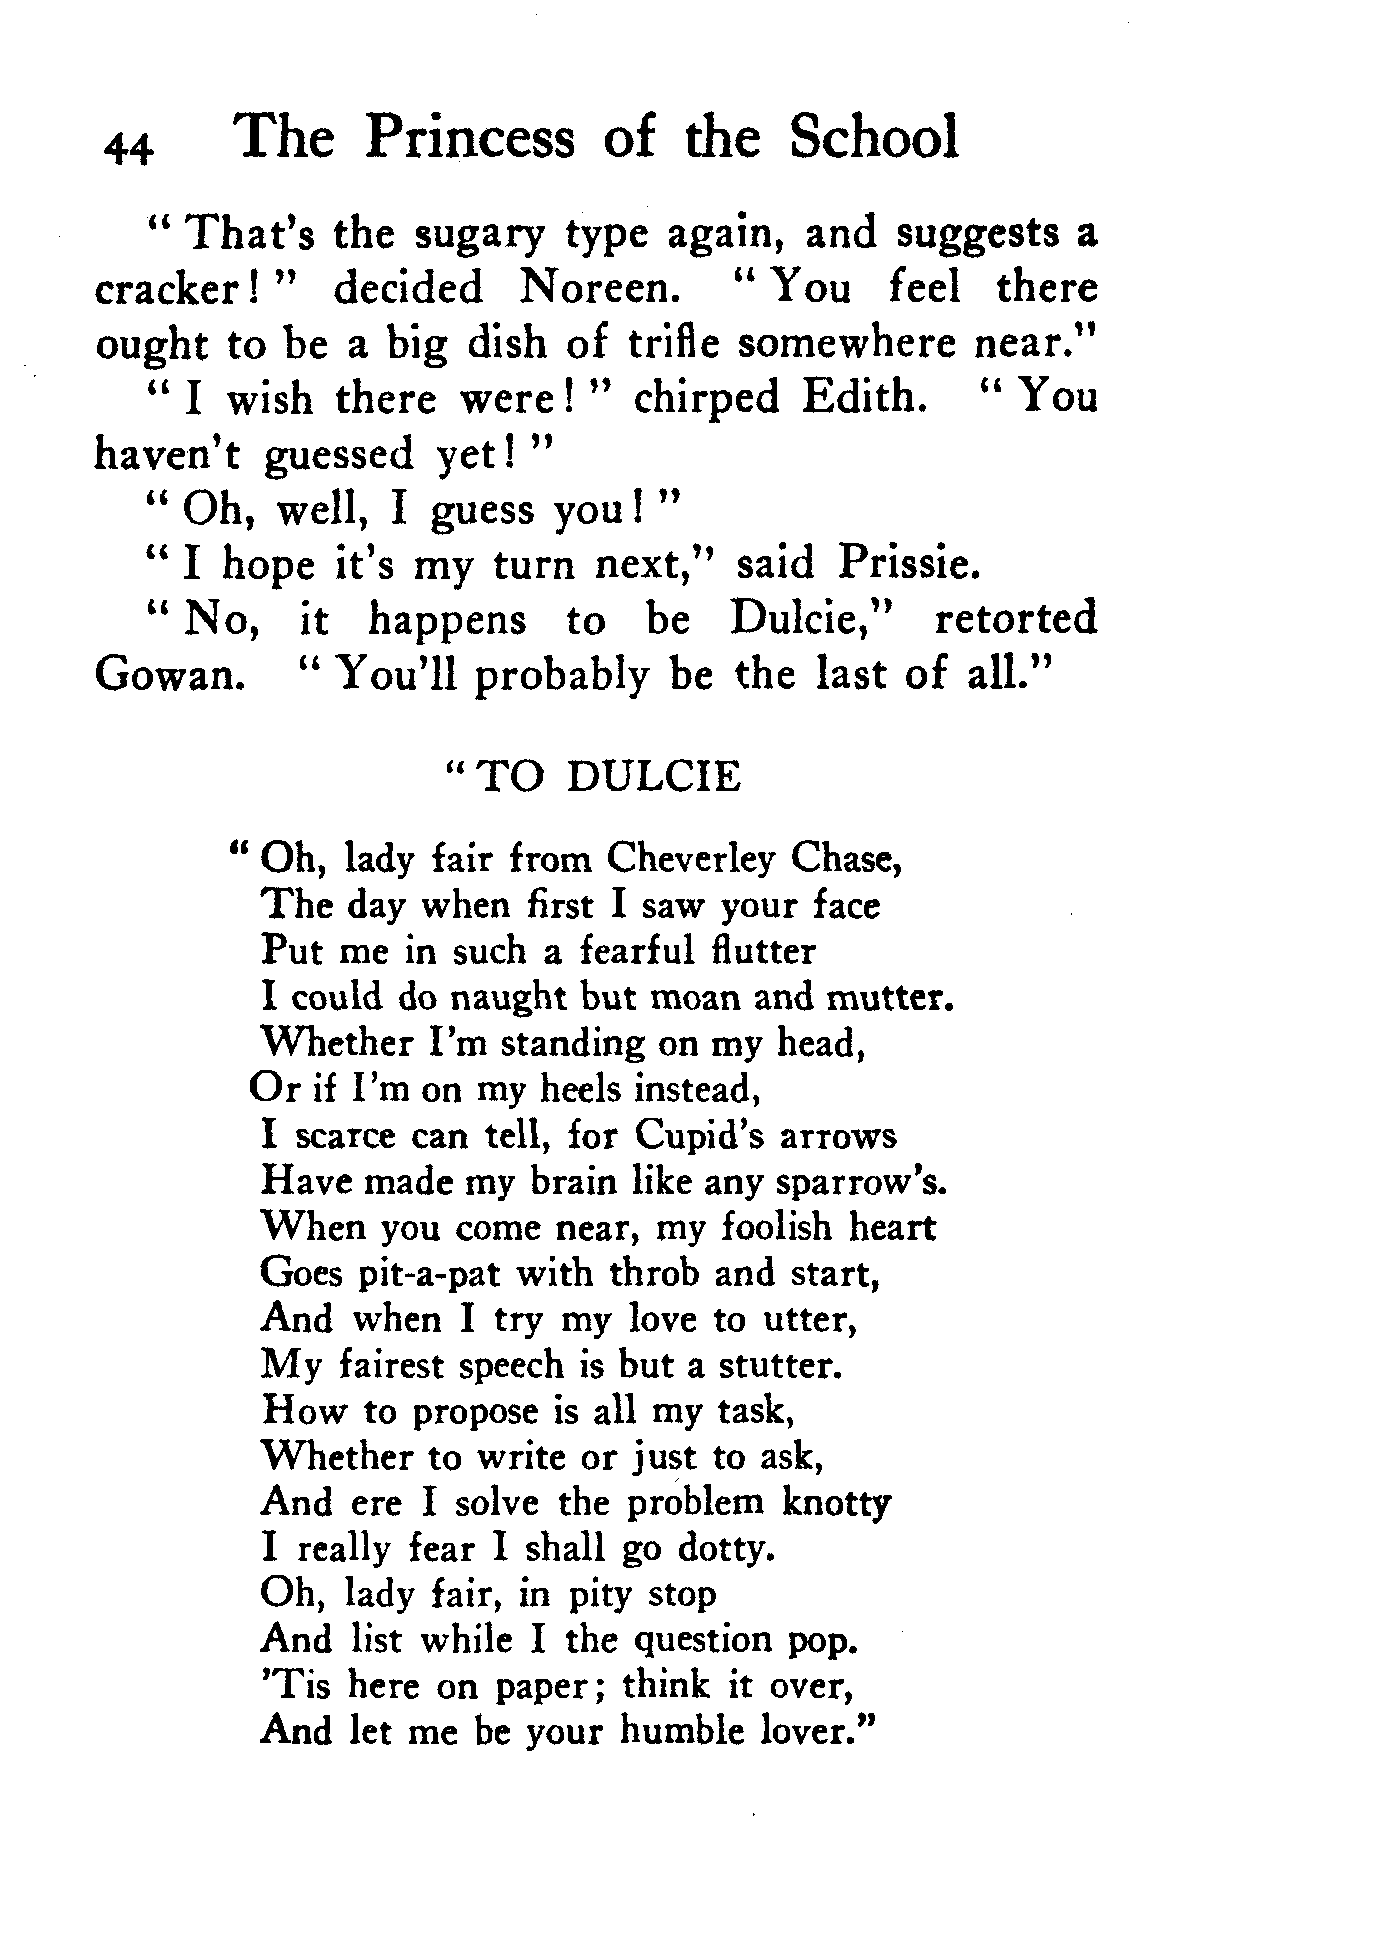 44 The Princess of the School
" That's the sugary type again, and suggests a
cracker! " decided Noreen. " You feel there
ought to be a big dish of trifle somewhere near."
" I wish there were! " chirped Edith. " You
haven't guessed yet! "
" Oh, well, I guess you! "
" I hope it's my turn next," said Prissie.
" No, it happens to be Dulcie," retorted
Gowan. " You'll probably be the last of all."
" TO DULCIE
" Oh, lady fair from Cheverley Chase,
The day when first I saw your face
Put me in such a fearful flutter
I could do naught but moan and mutter.
Whether I'm standing on my head,
Or if I'm on my heels instead,
I scarce can tell, for Cupid's arrows
Have made my brain like any sparrow's.
When you come near, my foolish heart
Goes pit-a-pat with throb and start,
And when I try my love to utter,
My fairest speech is but a stutter.
How to propose is all my task,
Whether to write or just to ask,
And ere I solve the problem knotty
I really fear I shall go dotty.
Oh, lady fair, in pity stop
And list while I the question pop.
'Tis here on paper; think it over,
And let me be your humble lover."